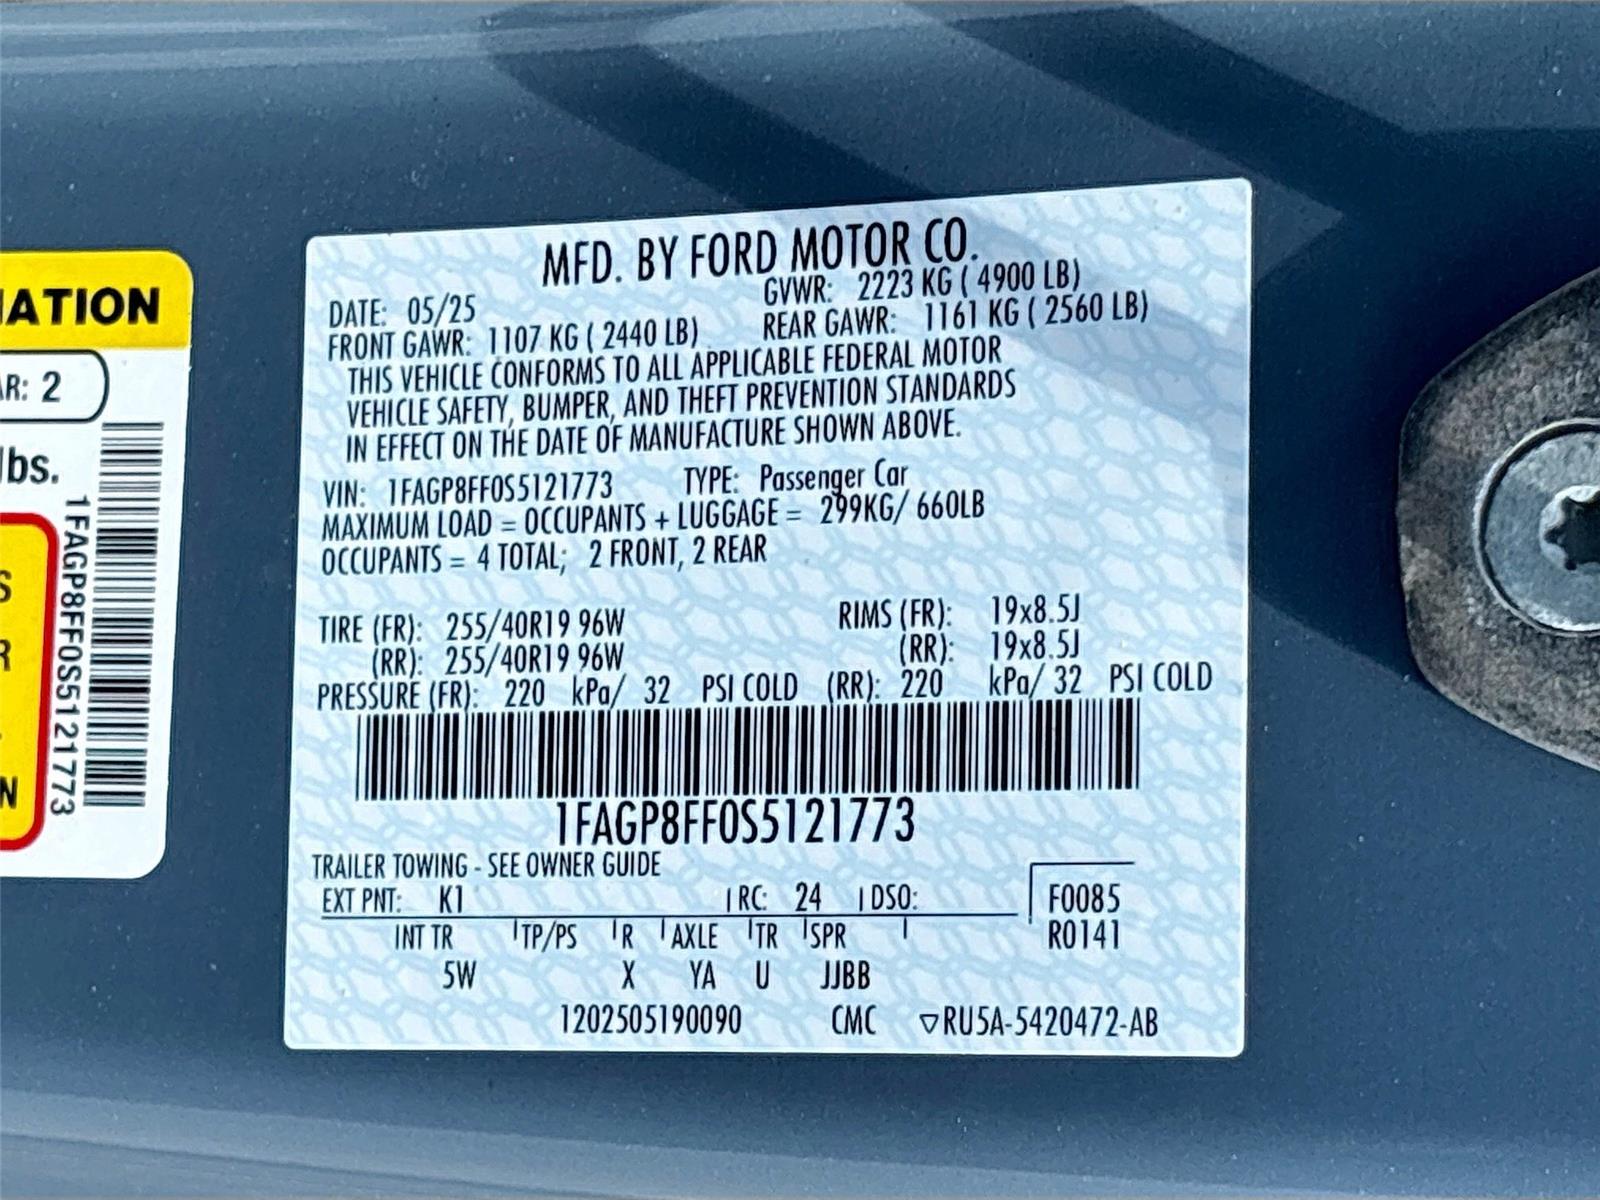 MFD. BY FORD MOTOR CO.
DATE: 05/25
GVWR: 2223 KG ( 4900 LB)
FRONT GAWR: 1107 KG ( 2440 LB)
REAR GAWR: 1161 KG ( 2560 LB)
THIS VEHICLE CONFORMS TO ALL APPLICABLE FEDERAL MOTOR
VEHICLE SAFETY, BUMPER, AND THEFT PREVENTION STANDARDS
IN EFFECT ON THE DATE OF MANUFACTURE SHOWN ABOVE.
VIN: 1FAGP8FF0S5121773 TYPE: Passenger Car
MAXIMUM LOAD = OCCUPANTS + LUGGAGE = 299KG/ 660LB
OCCUPANTS = 4 TOTAL; 2 FRONT, 2 REAR
TIRE (FR): 255/40R19 96W RIMS (FR): 19x8.5J
(RR): 255/40R19 96W (RR): 19x8.5J
PRESSURE (FR): 220 kPa/ 32 PSI COLD (RR): 220 kPa/ 32 PSI COLD
1FAGP8FF0S5121773
TRAILER TOWING - SEE OWNER GUIDE
EXT PNT: K1 RC: 24 DSO: F0085
INT TR TP/PS R AXLE TR SPR R0141
5W X YA U JJBB
1202505190090 CMC ▽RU5A-5420472-AB
IATION
AR: 2
lbs.
1FAGP8FF0S5121773
S
R
N